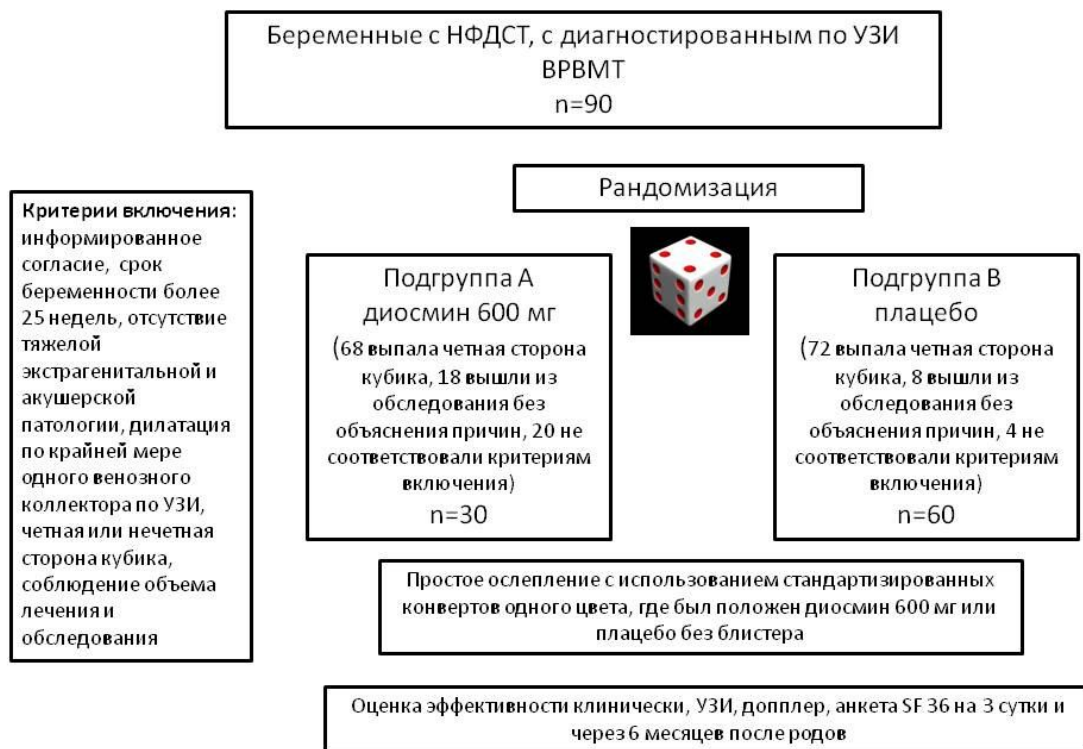 Беременные с НФДСТ, с диагностированным по УЗИ
ВРВМТ
n=90
Рандомизация
Критерии включения:
информированное
согласие, срок
беременности более
25 недель, отсутствие
тяжелой
экстрагенитальной и
акушерской
патологии, дилатация
по крайней мере
одного венозного
коллектора по УЗИ,
четная или нечетная
сторона кубика,
соблюдение объема
лечения и
обследования
Подгруппа А
диосмин 600 мг
(68 выпала четная сторона
кубика, 18 вышли из
обследования без
объяснения причин, 20 не
соответствовали критериям
включения)
n=30
Подгруппа В
плацебо
(72 выпала четная сторона
кубика, 8 вышли из
обследования без
объяснения причин, 4 не
соответствовали критериям
включения)
n=60
Простое ослепление с использованием стандартизированных
конвертов одного цвета, где был положен диосмин 600 мг или
плацебо без блистера
Оценка эффективности клинически, УЗИ, допплер, анкета SF 36 на 3 сутки и
через 6 месяцев после родов